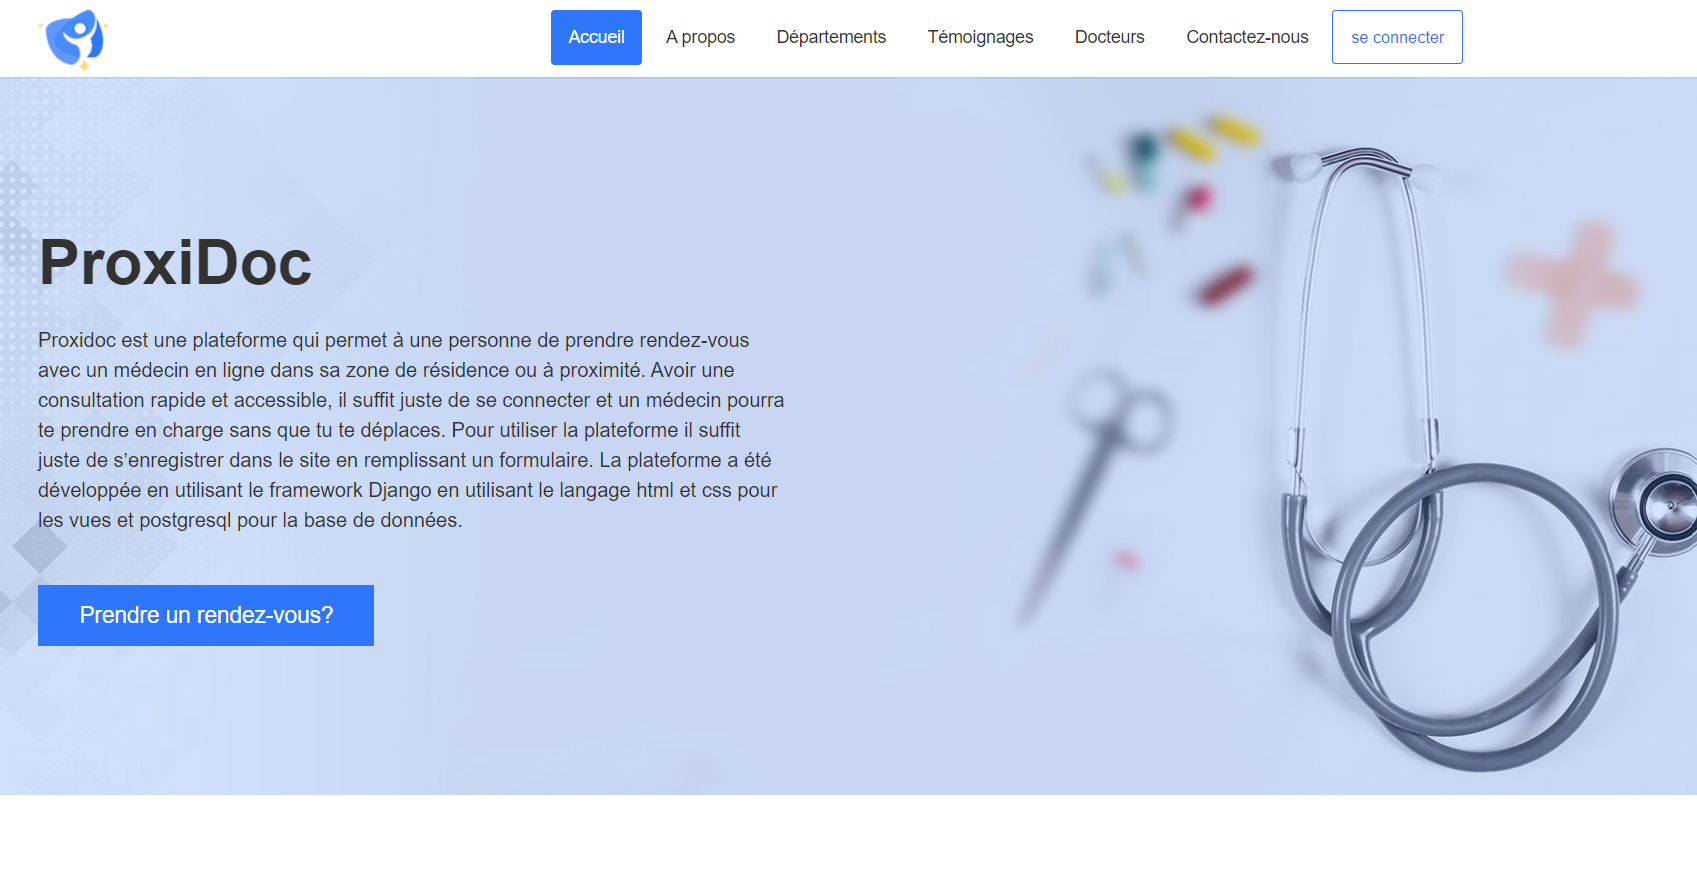 Accueil
A propos
Départements
Témoignages
Docteurs
Contactez-nous
se connecter
ProxiDoc
Proxidoc est une plateforme qui permet à une personne de prendre rendez-vous
avec un médecin en ligne dans sa zone de résidence ou à proximité. Avoir une
consultation rapide et accessible, il suffit juste de se connecter et un médecin pourra
te prendre en charge sans que tu te déplaces. Pour utiliser la plateforme il suffit
juste de s’enregistrer dans le site en remplissant un formulaire. La plateforme a été
développée en utilisant le framework Django en utilisant le langage html et css pour
les vues et postgresql pour la base de données.
Prendre un rendez-vous?